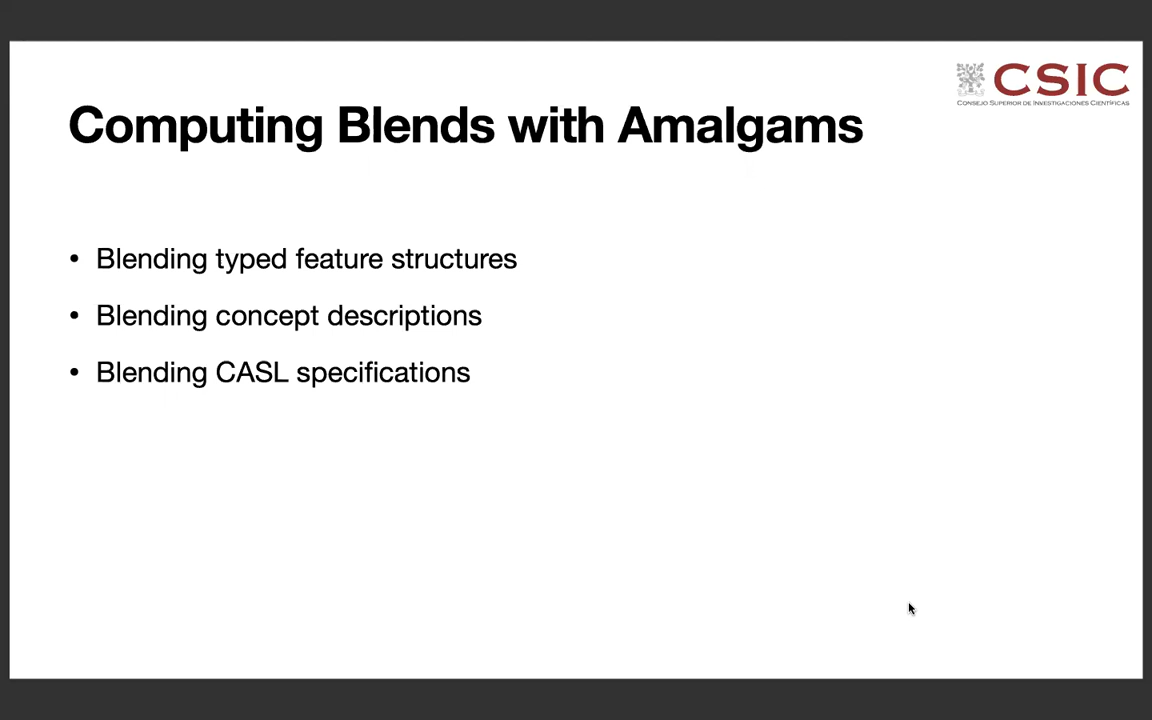 CSIC
CONSEJO SUPERIOR DE INVESTIGACIONES CIENTÍFICAS
Computing Blends with Amalgams
• Blending typed feature structures
• Blending concept descriptions
• Blending CASL specifications